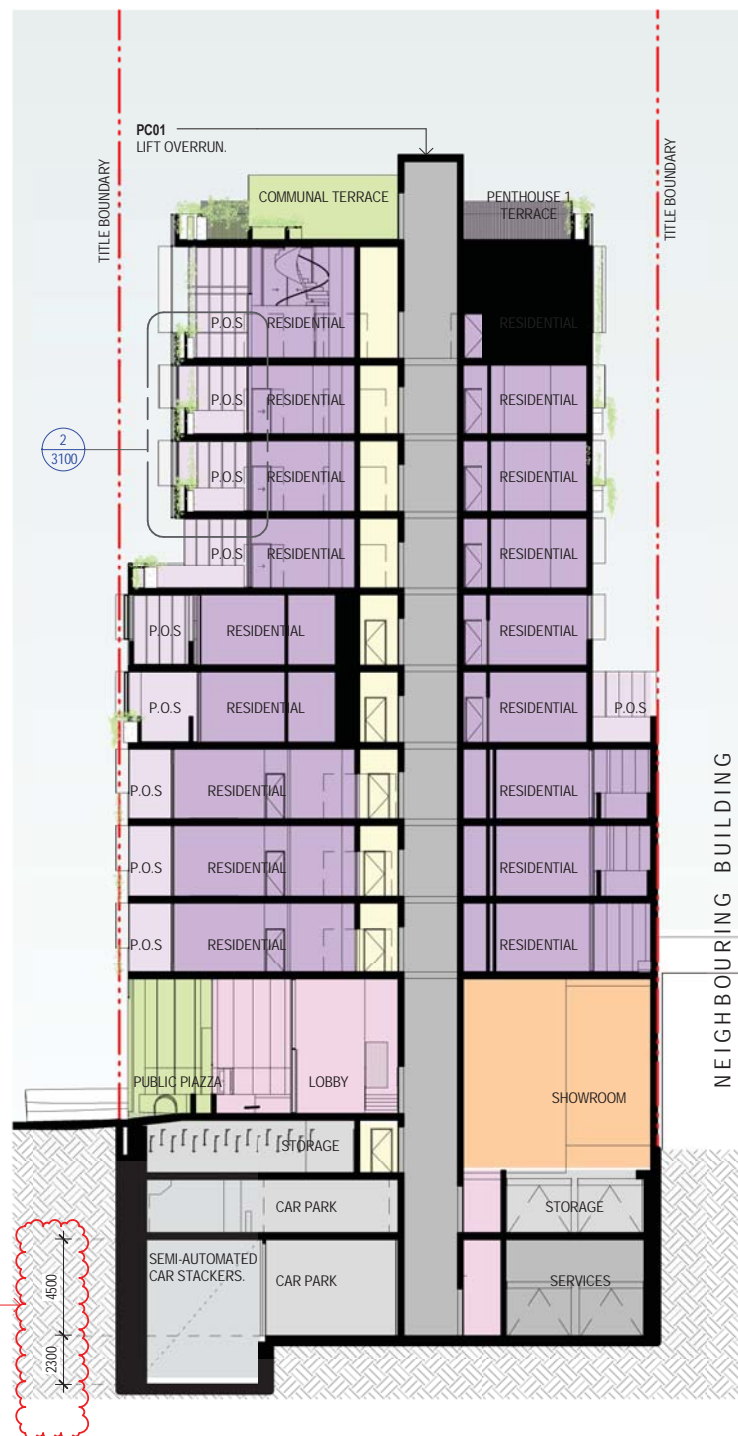 PC01
LIFT OVERRUN.
TITLE BOUNDARY
TITLE BOUNDARY
COMMUNAL TERRACE
PENTHOUSE 1
TERRACE
P.O.S RESIDENTIAL RESIDENTIAL
P.O.S RESIDENTIAL RESIDENTIAL
2
3100
P.O.S RESIDENTIAL RESIDENTIAL
P.O.S RESIDENTIAL RESIDENTIAL
P.O.S RESIDENTIAL RESIDENTIAL
P.O.S RESIDENTIAL RESIDENTIAL P.O.S
P.O.S RESIDENTIAL RESIDENTIAL
P.O.S RESIDENTIAL RESIDENTIAL
P.O.S RESIDENTIAL RESIDENTIAL
NEIGHBOURING BUILDING
PUBLIC PIAZZA LOBBY
SHOWROOM
STORAGE
CAR PARK STORAGE
SEMI-AUTOMATED
CAR STACKERS.
CAR PARK SERVICES
4500
2300